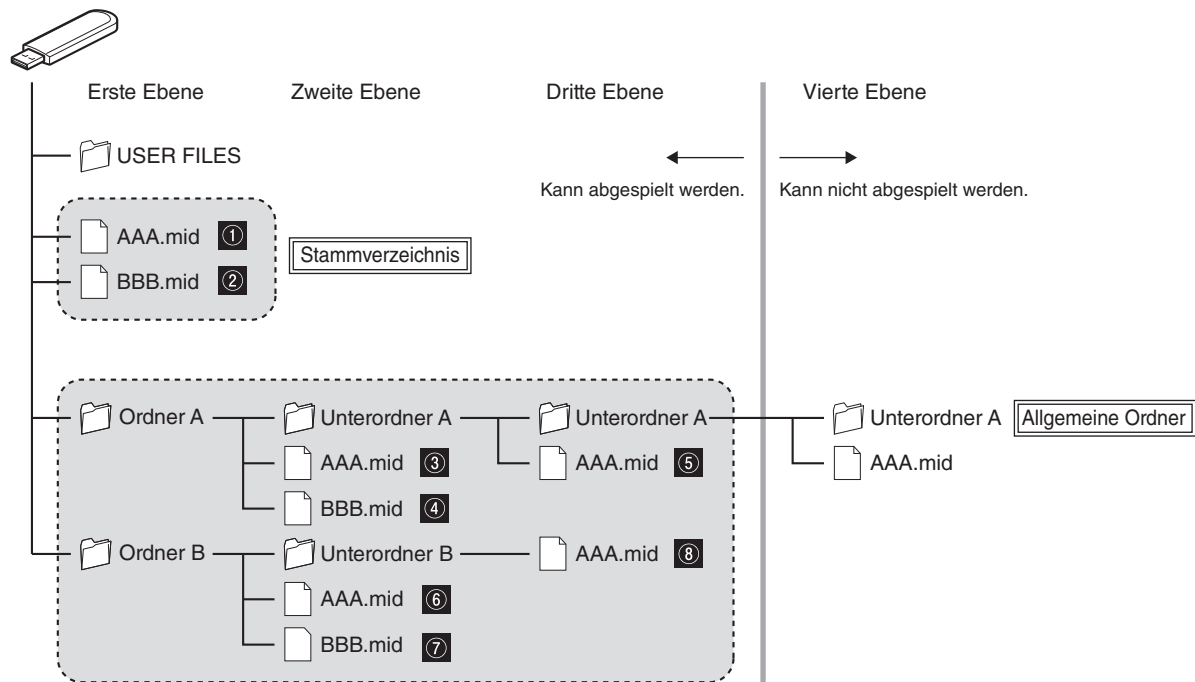 Erste Ebene Zweite Ebene Dritte Ebene Vierte Ebene
USER FILES
Kann abgespielt werden. Kann nicht abgespielt werden.
AAA.mid ①
Stammverzeichnis
BBB.mid ②
Ordner A Unterordner A Unterordner A Unterordner A Allgemeine Ordner
AAA.mid ③ AAA.mid ⑤ AAA.mid
BBB.mid ④
Ordner B Unterordner B AAA.mid ⑧
AAA.mid ⑥
BBB.mid ⑦